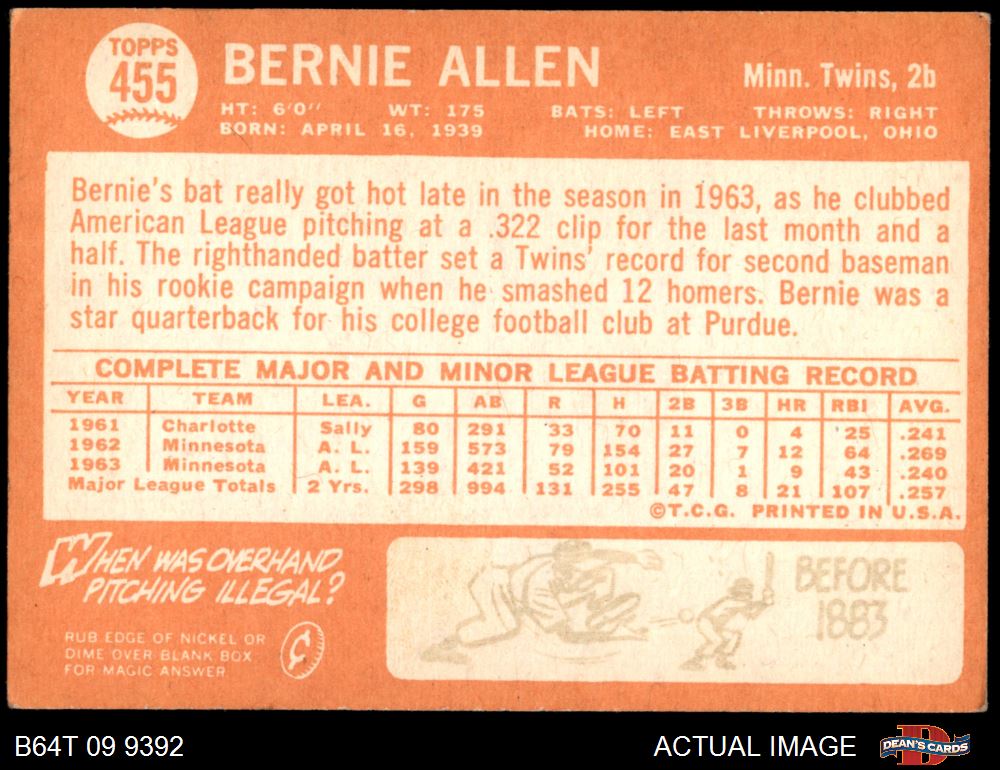 TOPPS
455
BERNIE ALLEN
Minn. Twins, 2b
HT: 6'0" WT: 175 BATS: LEFT THROWS: RIGHT
BORN: APRIL 16, 1939 HOME: EAST LIVERPOOL, OHIO
Bernie's bat really got hot late in the season in 1963, as he clubbed
American League pitching at a .322 clip for the last month and a
half. The righthanded batter set a Twins' record for second baseman
in his rookie campaign when he smashed 12 homers. Bernie was a
star quarterback for his college football club at Purdue.
COMPLETE MAJOR AND MINOR LEAGUE BATTING RECORD
YEAR TEAM LEA. G AB R H 2B 3B HR RBI AVG.
1961 Charlotte Sally 80 291 33 70 11 0 4 25 .241
1962 Minnesota A. L. 159 573 79 154 27 7 12 64 .269
1963 Minnesota A. L. 139 421 52 101 20 1 9 43 .240
Major League Totals 2 Yrs. 298 994 131 255 47 8 21 107 .257
©T.C.G. PRINTED IN U.S.A.
WHEN WAS OVERHAND
PITCHING ILLEGAL?
RUB EDGE OF NICKEL OR
DIME OVER BLANK BOX
FOR MAGIC ANSWER
¢
BEFORE
1883
B64T 09 9392
ACTUAL IMAGE
D
DEAN'S CARDS